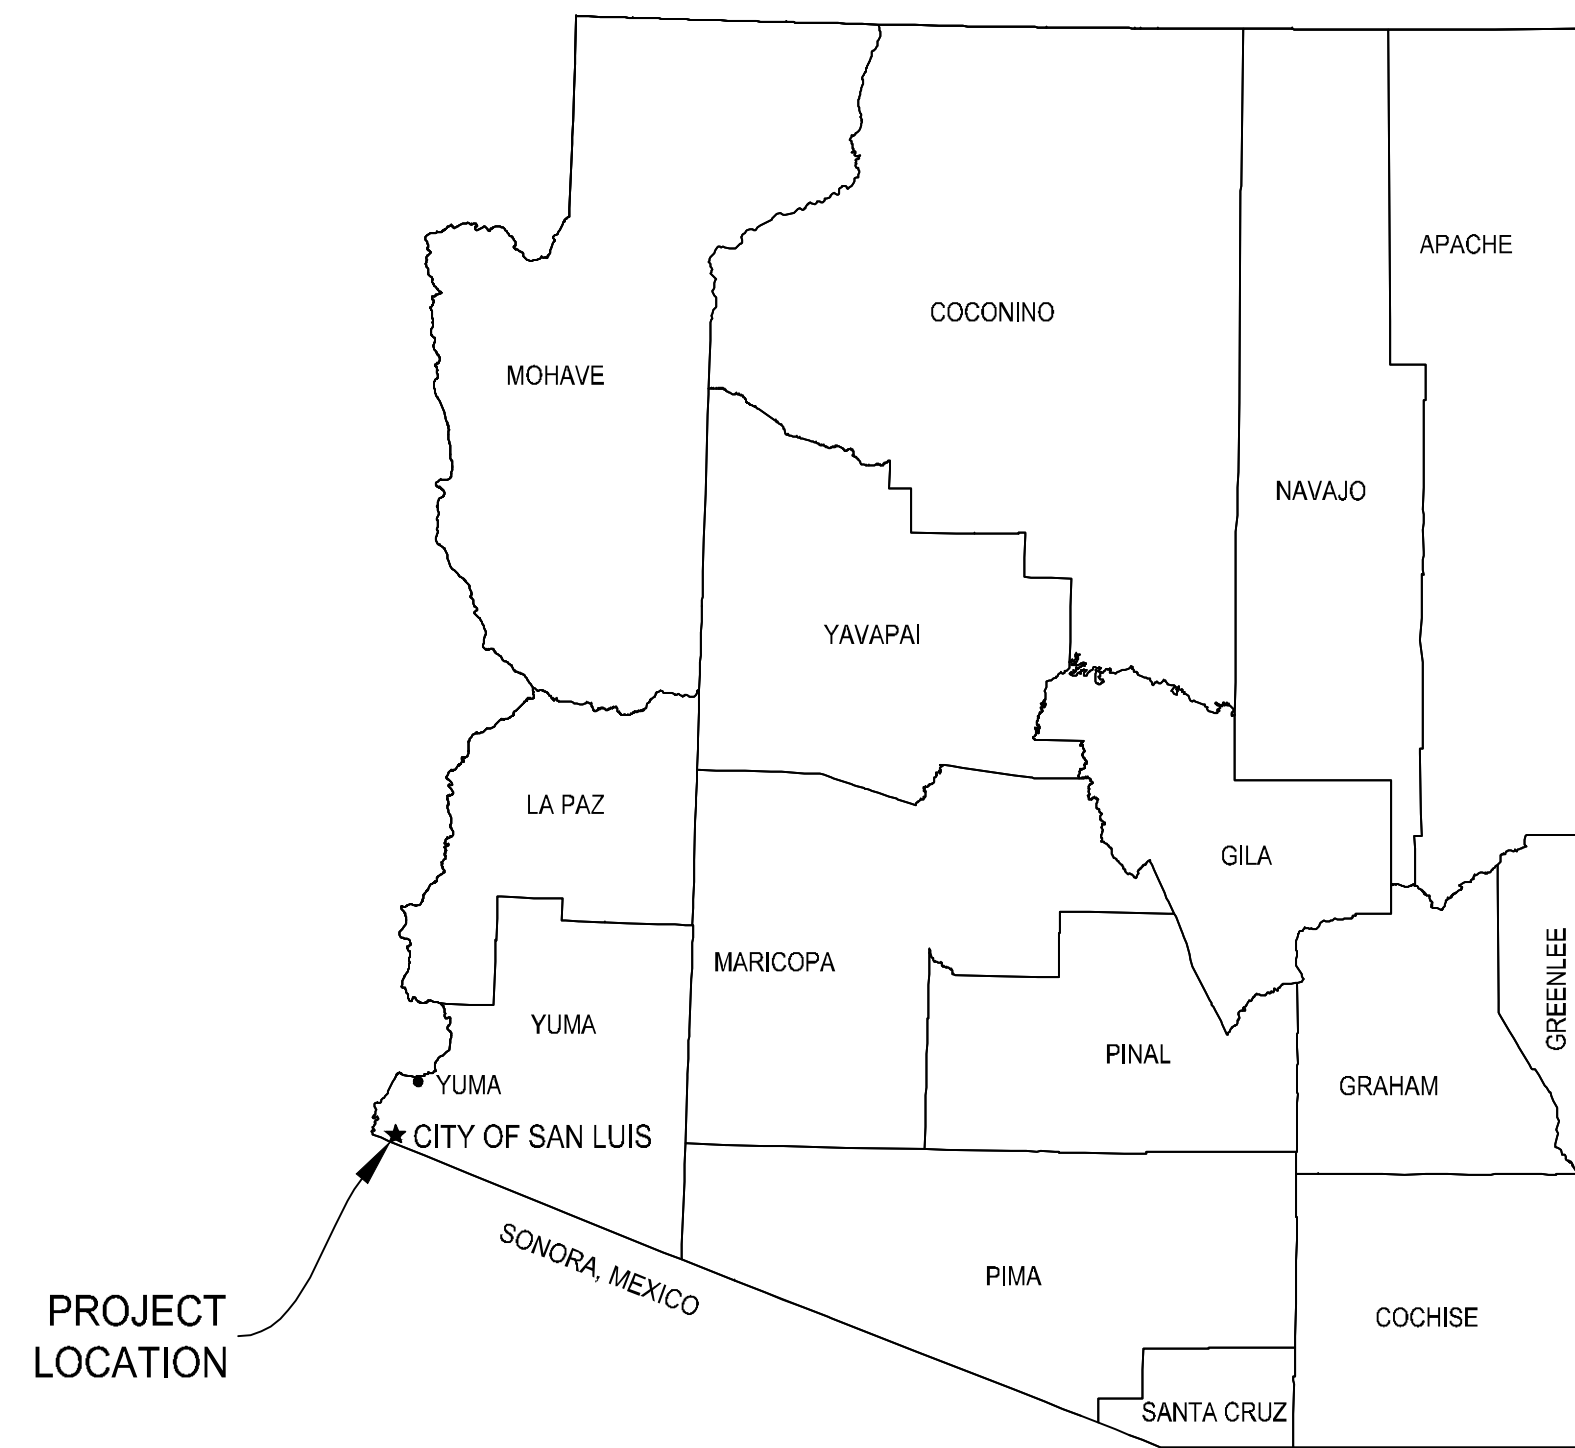 APACHE
COCONINO
MOHAVE
NAVAJO
YAVAPAI
LA PAZ
GILA
MARICOPA
GREENLEE
YUMA
PINAL
YUMA
GRAHAM
CITY OF SAN LUIS
SONORA, MEXICO
PIMA
PROJECT
LOCATION
COCHISE
SANTA CRUZ